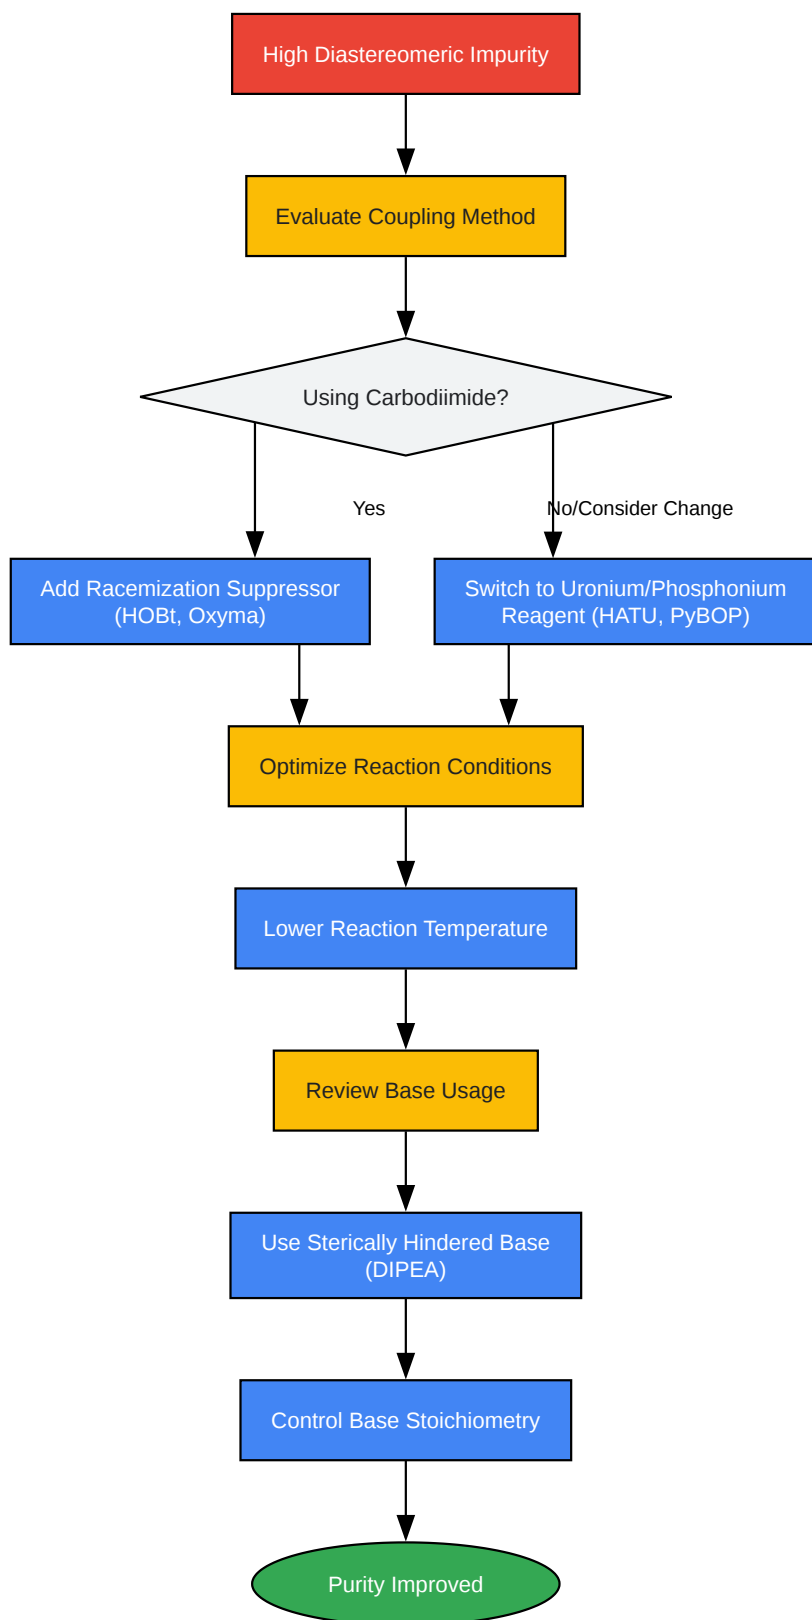 High Diastereomeric Impurity
Evaluate Coupling Method
Using Carbodiimide?
Yes
No/Consider Change
Add Racemization Suppressor
(HOBt, Oxyma)
Switch to Uronium/Phosphonium
Reagent (HATU, PyBOP)
Optimize Reaction Conditions
Lower Reaction Temperature
Review Base Usage
Use Sterically Hindered Base
(DIPEA)
Control Base Stoichiometry
Purity Improved